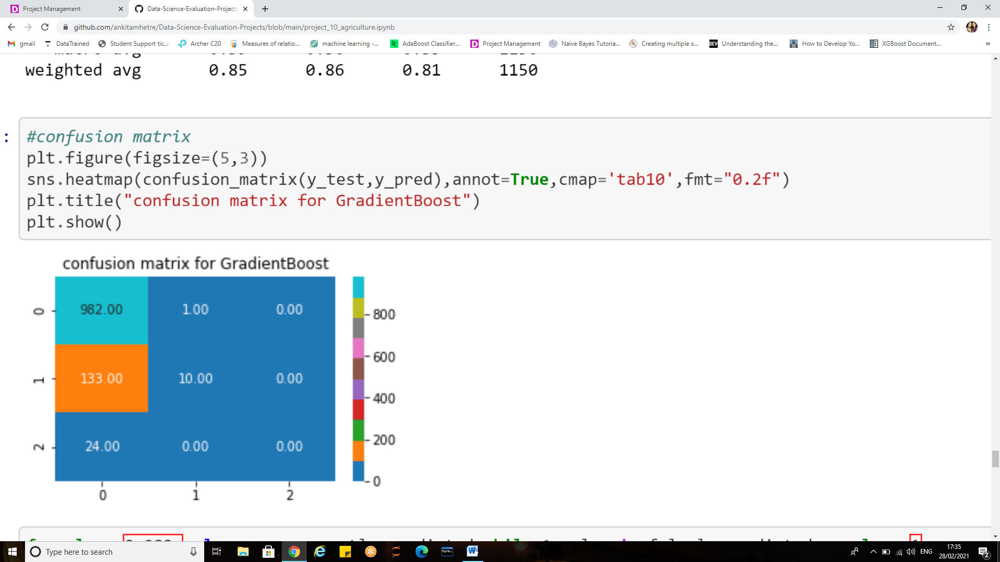 Project Management
Data-Science-Evaluation-Projects
github.com/ankitamhetre/Data-Science-Evaluation-Projects/blob/main/project_10_agriculture.ipynb
gmail DataTrained Student Support tic... Archer C20 Measures of relatio... machine learning -... AdaBoost Classifier... Project Management Naive Bayes Tutoria... Creating multiple s... DEV Understanding the... How to Develop Yo... XGBoost Document... »
weighted avg 0.85 0.86 0.81 1150
:
#confusion matrix
plt.figure(figsize=(5,3))
sns.heatmap(confusion_matrix(y_test,y_pred),annot=True,cmap='tab10',fmt="0.2f")
plt.title("confusion matrix for GradientBoost")
plt.show()
confusion matrix for GradientBoost
0 982.00 1.00 0.00
1 133.00 10.00 0.00
2 24.00 0.00 0.00
0 1 2
800
600
400
200
0
Type here to search
ENG
17:35
28/02/2021
2